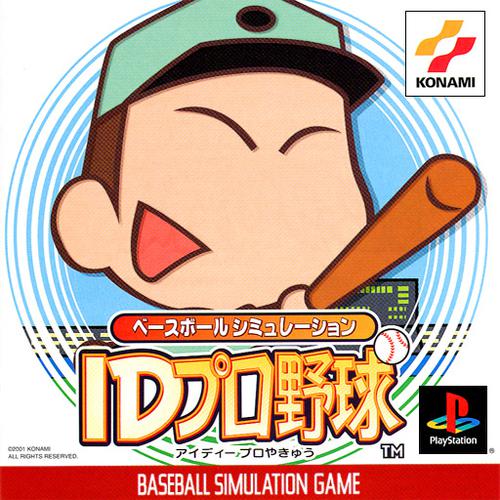 KONAMI
ベースボールシミュレーション
IDプロ野球
TM
アイディー プロやきゅう
©2001 KONAMI
ALL RIGHTS RESERVED.
PlayStation
®
BASEBALL SIMULATION GAME